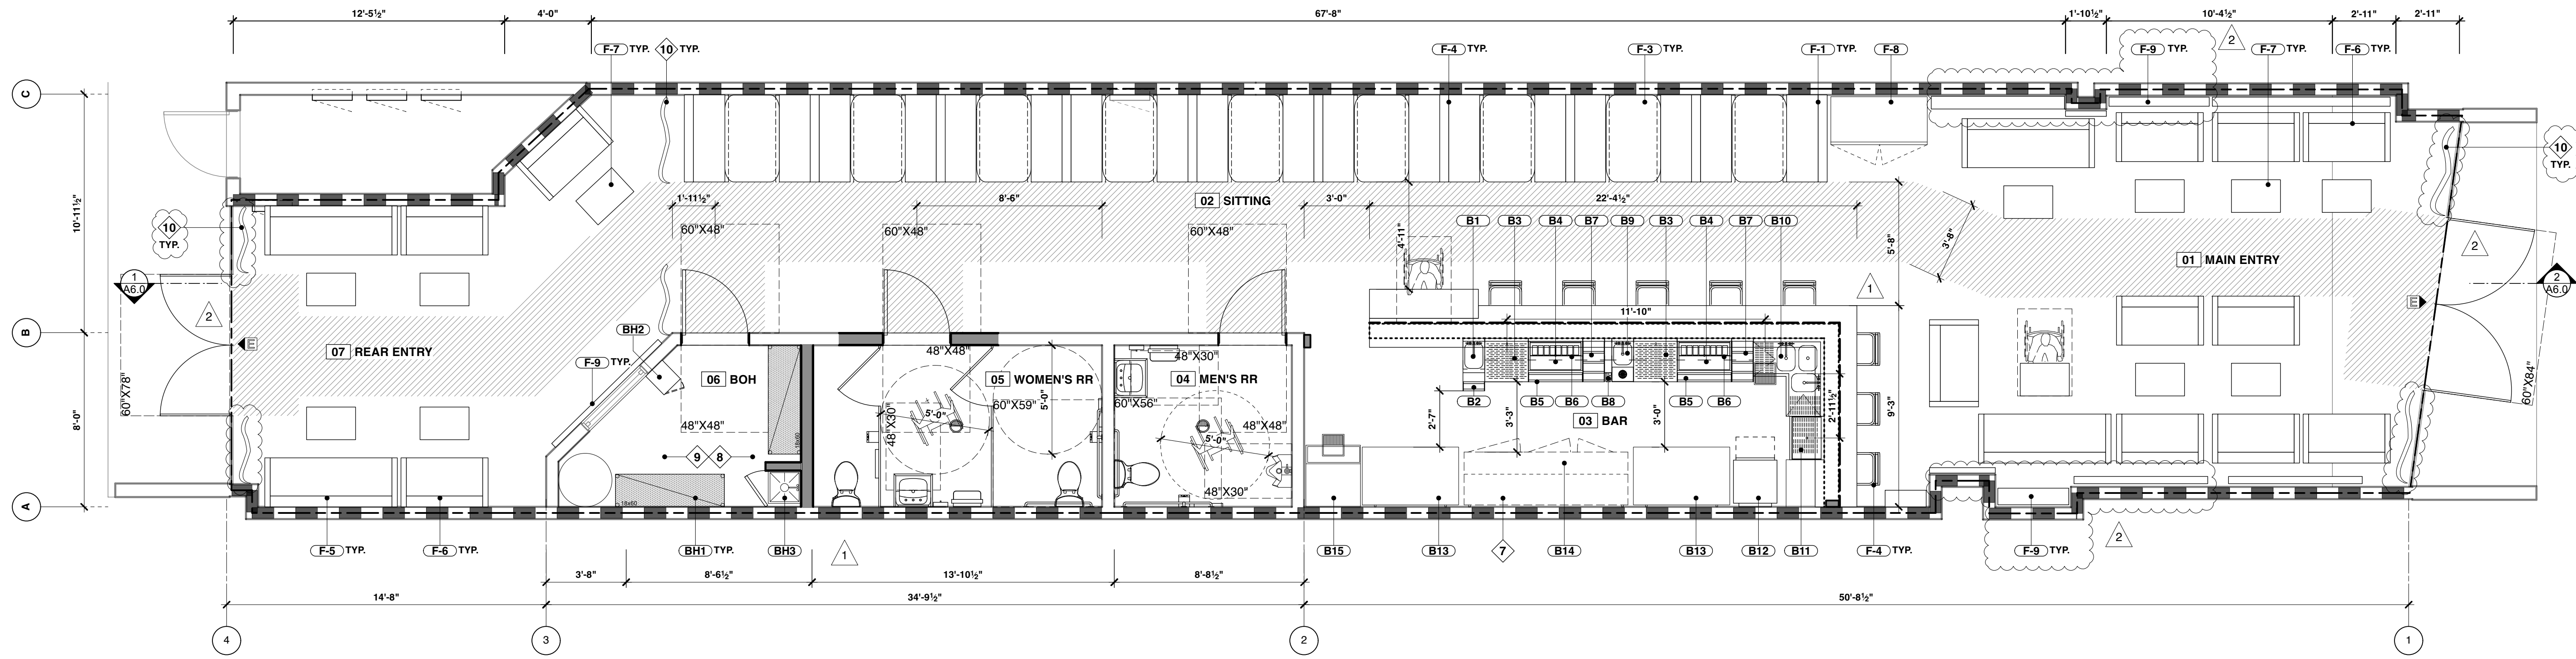 12'-5½" 4'-0" 67'-8" 1'-10½" 10'-4½" 2'-11" 2'-11"
F-7 TYP. 10 TYP. F-4 TYP. F-3 TYP. F-1 TYP. F-8 F-9 TYP. 2 F-7 TYP. F-6 TYP.
C
10 TYP.
10'-11½"
1'-11½" 8'-6" 02 SITTING 3'-0" 22'-4½"
10 TYP.
B1 B3 B4 B7 B9 B3 B4 B7 B10
60"X48" 60"X48" 60"X48"
4'-11" 5'-8" 3'-8"
2
01 MAIN ENTRY
1
A6.0
2
A6.0
1
2
E
11'-10"
B
BH2
E
07 REAR ENTRY
F-9 TYP.
48"X48" 48"X30"
06 BOH 05 WOMEN'S RR 04 MEN'S RR
60"X78"
60"X59" 5'-0" 60"X56"
B2 B5 B6 B8 B5 B6
60"X84"
48"X30" 5'-0"
8'-0"
48"X48" 48"X48"
2'-7" 3'-3" 3'-0" 2'-11½" 9'-3"
03 BAR
5'-0"
18x60
9 8
48"X30"
18x60
A
F-5 TYP. F-6 TYP. BH1 TYP. BH3 1 B15 B13 7 B14 B13 B12 B11 F-4 TYP. F-9 TYP. 2
3'-8" 8'-6½" 13'-10½" 8'-8½"
14'-8" 34'-9½" 50'-8½"
4 3 2 1